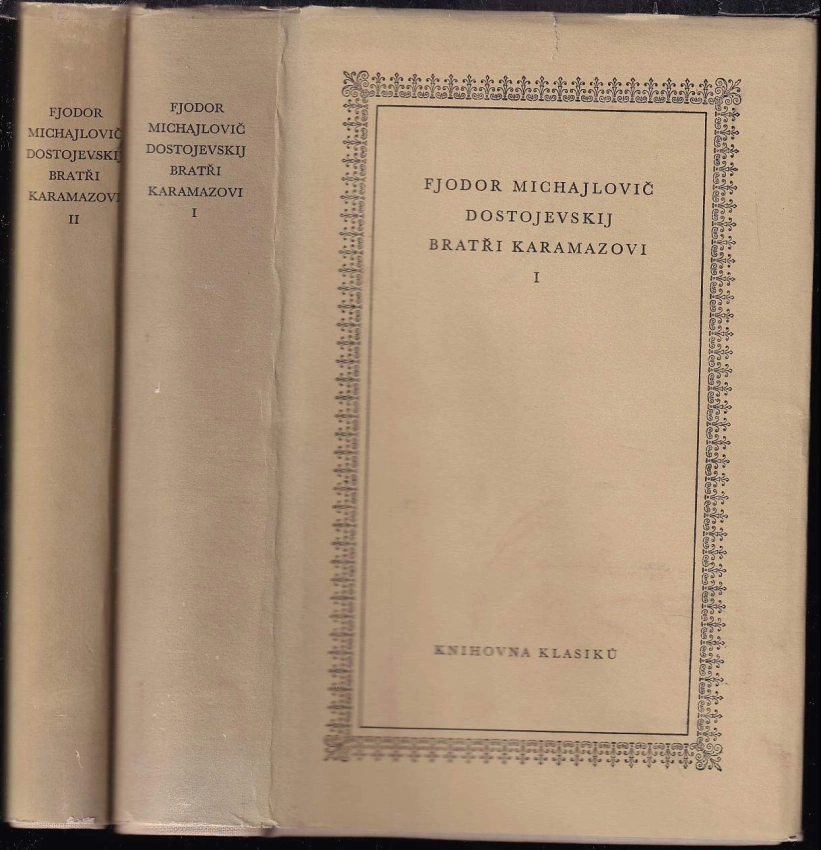 FJODOR
MICHAJLOVIČ
DOSTOJEVSKIJ
BRATŘI
KARAMAZOVI
II
FJODOR
MICHAJLOVIČ
DOSTOJEVSKIJ
BRATŘI
KARAMAZOVI
I
FJODOR MICHAJLOVIČ
DOSTOJEVSKIJ
BRATŘI KARAMAZOVI
I
KNIHOVNA KLASIKŮ